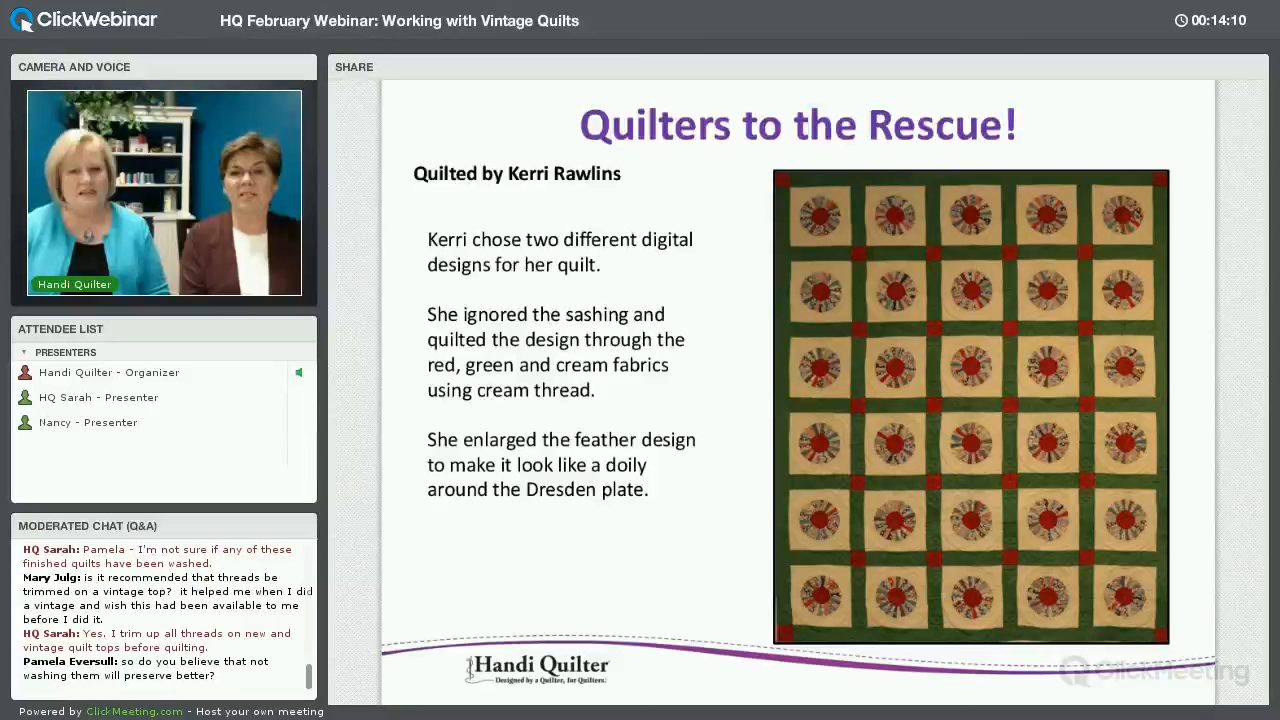 ClickWebinar
HQ February Webinar: Working with Vintage Quilts
00:14:10
CAMERA AND VOICE
Handi Quilter
ATTENDEE LIST
PRESENTERS
Handi Quilter - Organizer
HQ Sarah - Presenter
Nancy - Presenter
MODERATED CHAT (Q&A)
HQ Sarah: Pamela - I'm not sure if any of these
finished quilts have been washed.
Mary Julg: is it recommended that threads be
trimmed on a vintage top? it helped me when I did
a vintage and wish this had been available to me
before I did it.
HQ Sarah: Yes. I trim up all threads on new and
rescue quilt tops before quilting.
Pamela Eversull: so do you believe that not
washing them will preserve better?
Powered by ClickMeeting.com - Host your own meeting
SHARE
Quilters to the Rescue!
Quilted by Kerri Rawlins
Kerri chose two different digital
designs for her quilt.
She ignored the sashing and
quilted the design through the
red, green and cream fabrics
using cream thread.
She enlarged the feather design
to make it look like a doily
around the Dresden plate.
Handi Quilter
Designed by a Quilter, for Quilters.
ClickMeeting